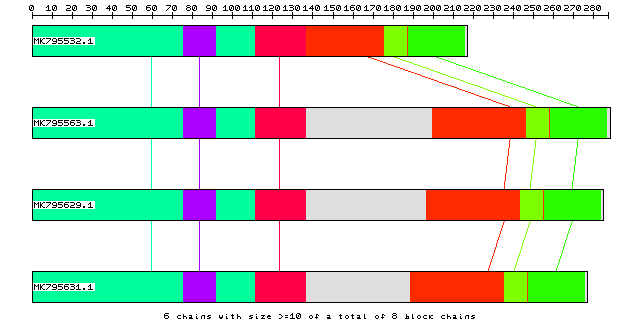 0 10 20 30 40 50 60 70 80 90 100 110 120 130 140 150 160 170 180 190 200 210 220 230 240 250 260 270 280
MK795532.1
MK795563.1
MK795629.1
MK795631.1
6 chains with size >=10 of a total of 8 block chains